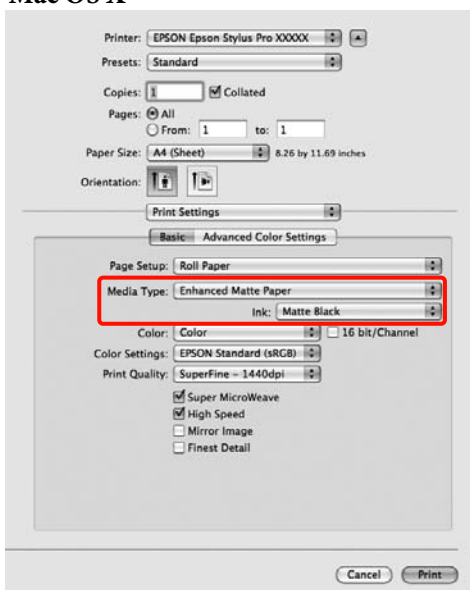 Mac OS X
Printer: EPSON Epson Stylus Pro XXXXX
Presets: Standard
Copies: 1 Collated
Pages: All
From: 1 to: 1
Paper Size: A4 (Sheet) 8.26 by 11.69 inches
Orientation:
Print Settings
Basic Advanced Color Settings
Page Setup: Roll Paper
Media Type: Enhanced Matte Paper
Ink: Matte Black
Color: Color 16 bit/Channel
Color Settings: EPSON Standard (sRGB)
Print Quality: SuperFine - 1440dpi
Super MicroWeave
High Speed
Mirror Image
Finest Detail
Cancel Print